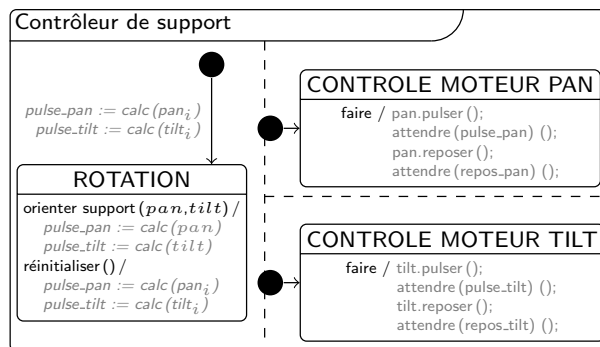 Contrôleur de support
pulse_pan := calc(pan_i)
pulse_tilt := calc(tilt_i)
ROTATION
orienter support(pan,tilt)/
pulse_pan := calc(pan)
pulse_tilt := calc(tilt)
réinitialiser()/
pulse_pan := calc(pan_i)
pulse_tilt := calc(tilt_i)
CONTROLE MOTEUR PAN
faire / pan.pulser();
attendre(pulse_pan)();
pan.reposer();
attendre(repos_pan)();
CONTROLE MOTEUR TILT
faire / tilt.pulser();
attendre(pulse_tilt)();
tilt.reposer();
attendre(repos_tilt)();